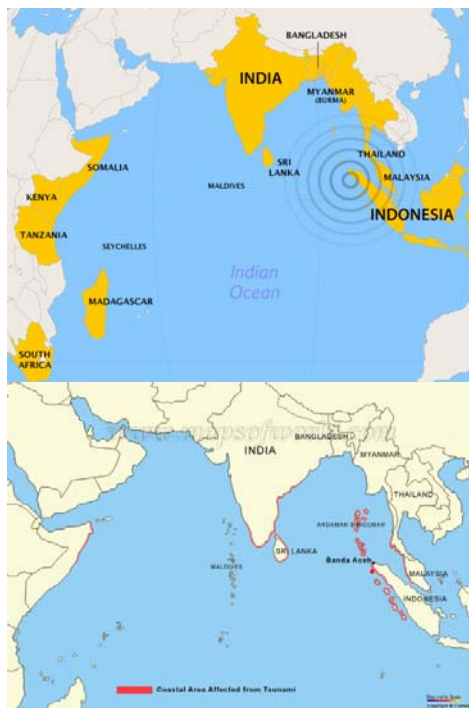 BANGLADESH
INDIA
MYANMAR
(BURMA)
THAILAND
SRI
LANKA
MALAYSIA
MALDIVES
INDONESIA
SOMALIA
KENYA
TANZANIA
SEYCHELLES
MADAGASCAR
Indian
Ocean
SOUTH
AFRICA
www.mapsofworld.com
INDIA
BANGLADESH
MYANMAR
THAILAND
ANDAMAN & NICOBAR
SRI LANKA
Banda Aceh
MALDIVES
MALAYSIA
INDONESIA
Coastal Area Affected from Tsunami